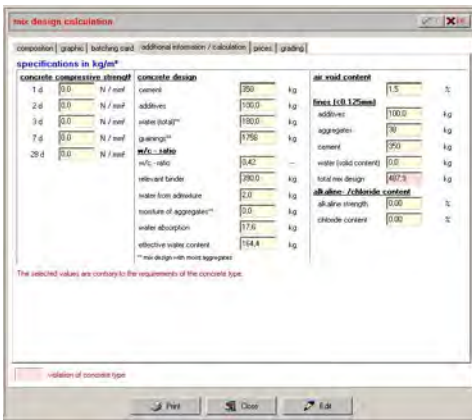 mix design calculation
composition graphic batching card additional information / calculation prices grading
specifications in kg/m³
concrete compressive strength
1 d 0.0 N / mm²
2 d 0.0 N / mm²
3 d 0.0 N / mm²
7 d 0.0 N / mm²
28 d 0.0 N / mm²
concrete design
cement 350 kg
additives 100,0 kg
water (total)** 180,0 kg
grainings** 1756 kg
w/c - ratio
w/c. -ratio 0,42 --
relevant binder 390,0 kg
water from admixture 2,0 kg
moisture of aggregates** 0,0 kg
water absorption 17,6 kg
effective water content 164,4 kg
** mix design with moist aggregates
air void content
1.5 %
fines (<0.125mm)
additives 100,0 kg
aggregates 38 kg
cement 350 kg
water (solid content) 0,0 kg
total mix design 487,9 kg
alkaline- /chloride content
alkaline strength 0.00 %
chloride content 0.00 %
The selected values are contrary to the requirements of the concrete type.
violation of concrete type
Print Close Edit